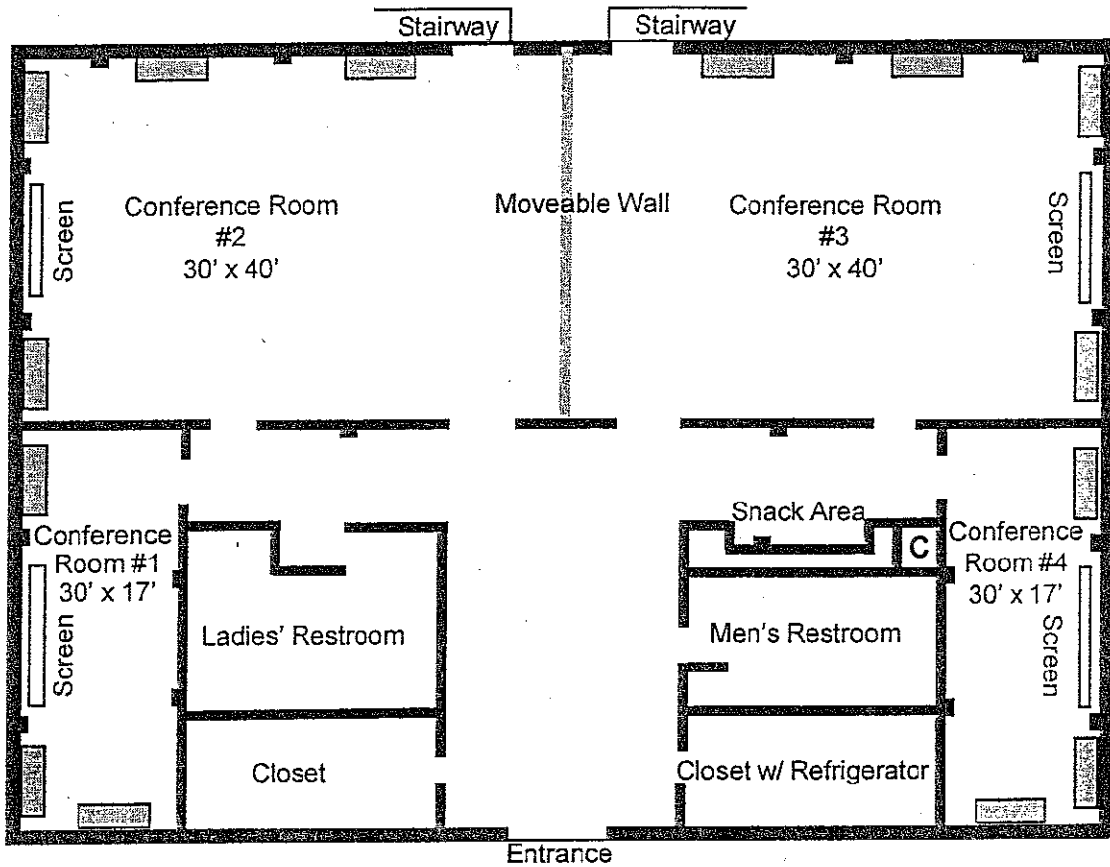 Stairway
Stairway
Screen
Conference Room
#2
30' x 40'
Moveable Wall
Conference Room
#3
30' x 40'
Screen
Conference
Room #1
30' x 17'
Screen
Ladies' Restroom
Closet
Snack Area
C
Men's Restroom
Closet w/ Refrigerator
Conference
Room #4
30' x 17'
Screen
Entrance